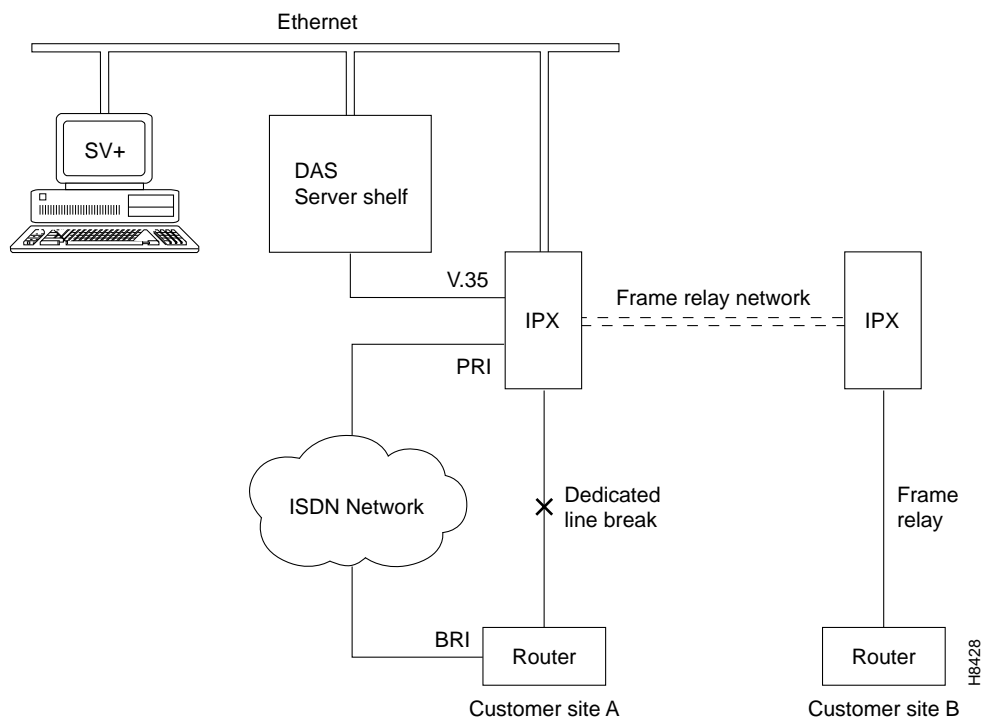 Ethernet
SV+
DAS
Server shelf
V.35
IPX
Frame relay network
IPX
PRI
ISDN Network
Dedicated
line break
Frame
relay
BRI
Router
Router
Customer site A
Customer site B
H8428